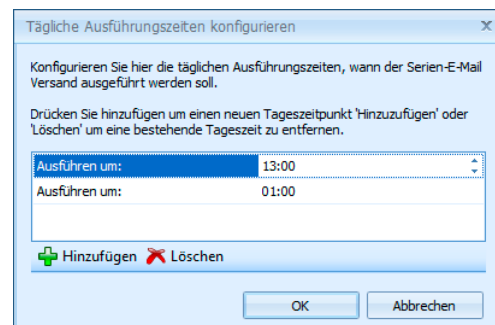 Tägliche Ausführungszeiten konfigurieren
Konfigurieren Sie hier die täglichen Ausführungszeiten, wann der Serien-E-Mail
Versand ausgeführt werden soll.
Drücken Sie hinzufügen um einen neuen Tageszeitpunkt 'Hinzuzufügen' oder
'Löschen' um eine bestehende Tageszeit zu entfernen.
Ausführen um: 13:00
Ausführen um: 01:00
Hinzufügen Löschen
OK Abbrechen